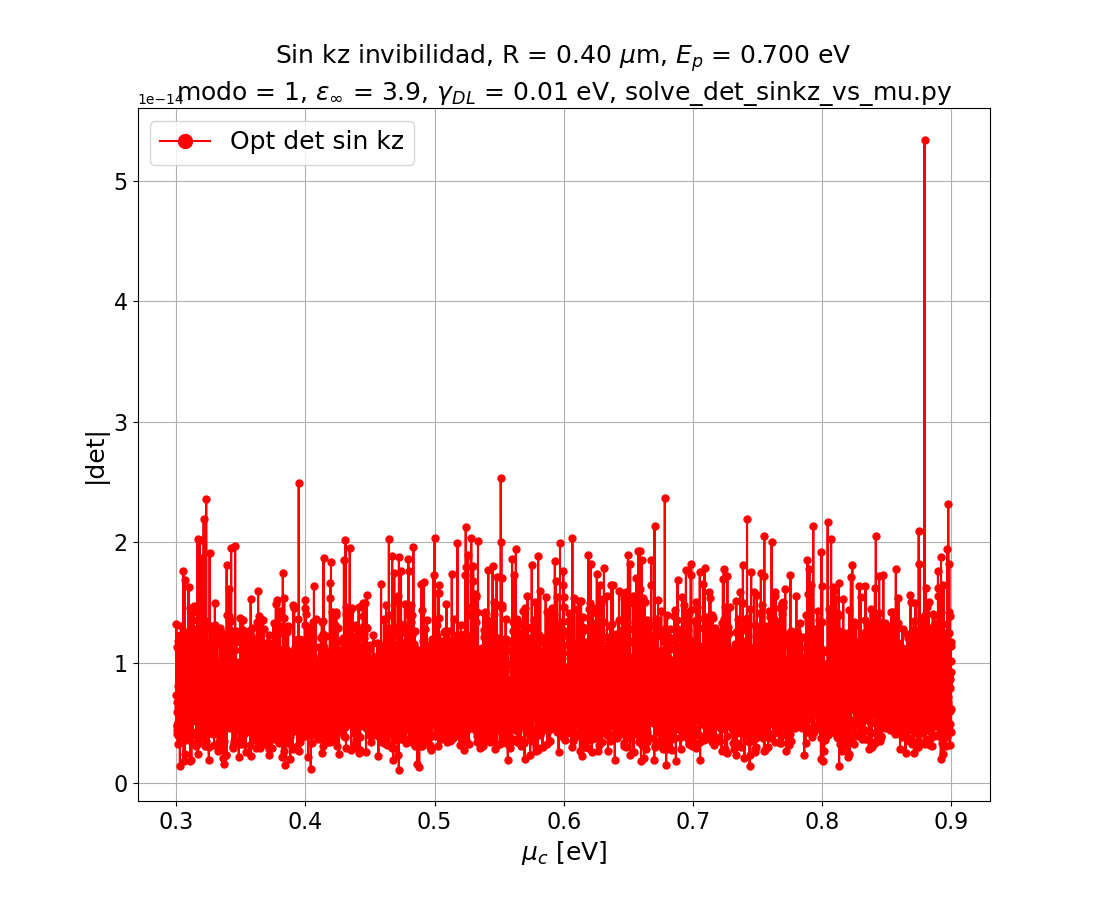 Sin kz invibilidad, R = 0.40 μm, E_p = 0.700 eV
modo = 1, ε_∞ = 3.9, γ_DL = 0.01 eV, solve_det_sinkz_vs_mu.py
1e−14
Opt det sin kz
5
4
3
2
1
0
|det|
0.3 0.4 0.5 0.6 0.7 0.8 0.9
μ_c [eV]